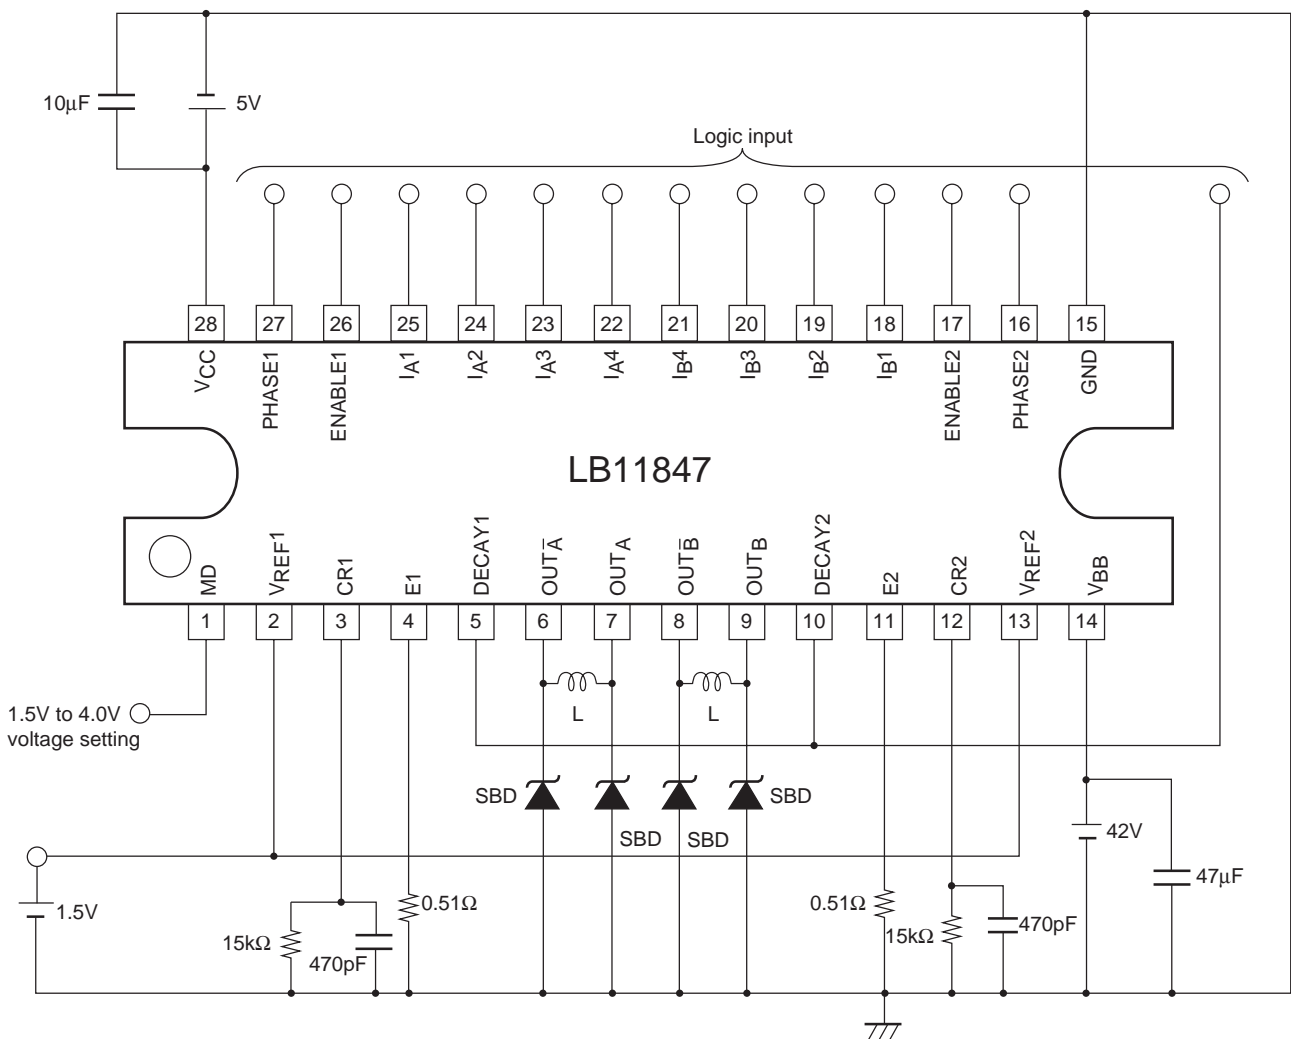 10µF
5V
Logic input
28
27
26
25
24
23
22
21
20
19
18
17
16
15
VCC
PHASE1
ENABLE1
IA1
IA2
IA3
IA4
IB4
IB3
IB2
IB1
ENABLE2
PHASE2
GND
LB11847
MD
VREF1
CR1
E1
DECAY1
OUTA̅
OUTA
OUTB̅
OUTB
DECAY2
E2
CR2
VREF2
VBB
1
2
3
4
5
6
7
8
9
10
11
12
13
14
1.5V to 4.0V
voltage setting
L
L
SBD
SBD
SBD
SBD
42V
47µF
1.5V
0.51Ω
15kΩ
470pF
0.51Ω
15kΩ
470pF